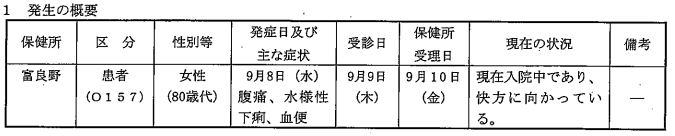 1 発生の概要
保健所 区 分 性別等 発症日及び主な症状 受診日 保健所受理日 現在の状況 備考
富良野 患者(O157) 女性(80歳代) 9月8日(水)腹痛、水様性下痢、血便 9月9日(木) 9月10日(金) 現在入院中であり、快方に向かっている。 ―